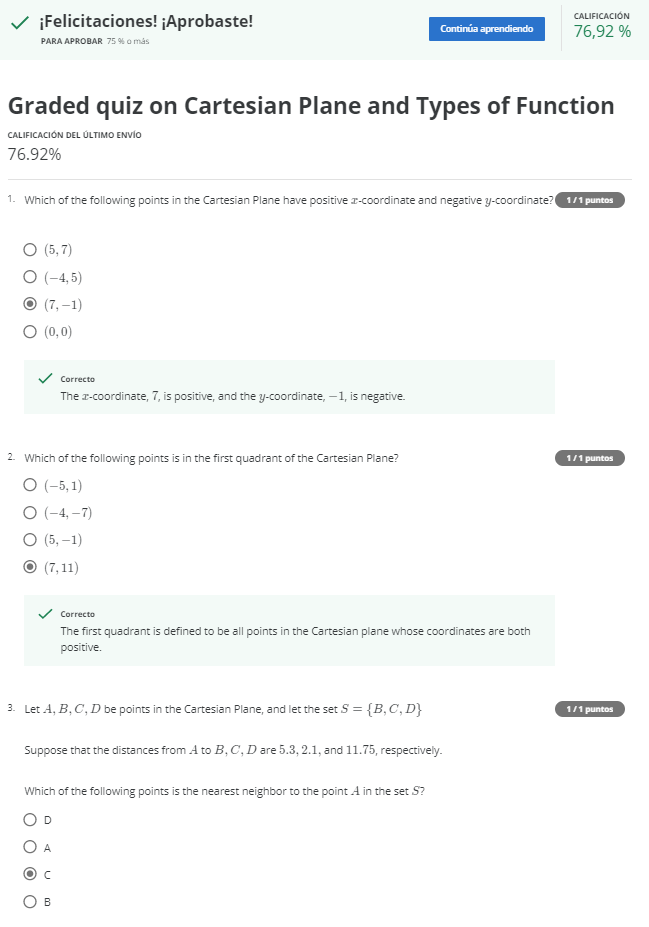 ¡Felicitaciones! ¡Aprobaste!
PARA APROBAR 75 % o más
Continúa aprendiendo
CALIFICACIÓN
76,92 %
Graded quiz on Cartesian Plane and Types of Function
CALIFICACIÓN DEL ÚLTIMO ENVÍO
76.92%
1. Which of the following points in the Cartesian Plane have positive x-coordinate and negative y-coordinate? 1 / 1 puntos
(5, 7)
(−4, 5)
(7, −1)
(0, 0)
Correcto
The x-coordinate, 7, is positive, and the y-coordinate, −1, is negative.
2. Which of the following points is in the first quadrant of the Cartesian Plane? 1 / 1 puntos
(−5, 1)
(−4, −7)
(5, −1)
(7, 11)
Correcto
The first quadrant is defined to be all points in the Cartesian plane whose coordinates are both
positive.
3. Let A, B, C, D be points in the Cartesian Plane, and let the set S = {B, C, D} 1 / 1 puntos
Suppose that the distances from A to B, C, D are 5.3, 2.1, and 11.75, respectively.
Which of the following points is the nearest neighbor to the point A in the set S?
D
A
C
B